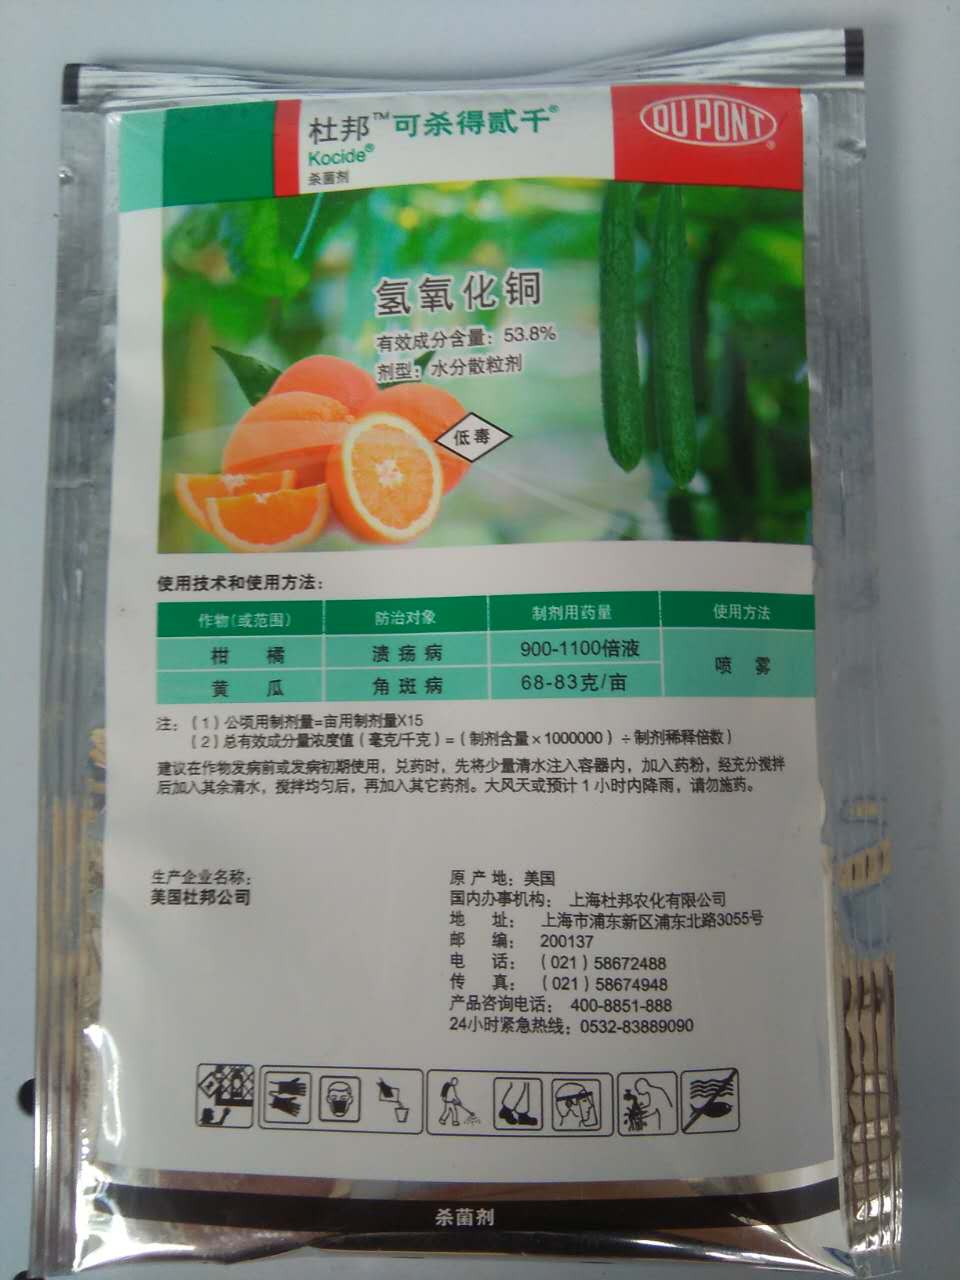 杜邦™可杀得贰千®
Kocide®
杀菌剂
DU PONT®
氢氧化铜
有效成分含量：53.8%
剂型：水分散粒剂
低毒
使用技术和使用方法：
作物（或范围） 防治对象 制剂用药量 使用方法
柑 橘 溃疡病 900-1100倍液 喷 雾
黄 瓜 角斑病 68-83克/亩
注：（1）公顷用制剂量=亩用制剂量X15
（2）总有效成分量浓度值（毫克/千克）=（制剂含量×1000000）÷制剂稀释倍数）
建议在作物发病前或发病初期使用，兑药时，先将少量清水注入容器内，加入药粉，经充分搅拌
后加入其余清水，搅拌均匀后，再加入其它药剂。大风天或预计1小时内降雨，请勿施药。
生产企业名称：
美国杜邦公司
原 产 地：美国
国内办事机构：上海杜邦农化有限公司
地 址：上海市浦东新区浦东北路3055号
邮 编：200137
电 话：（021）58672488
传 真：（021）58674948
产品咨询电话：400-8851-888
24小时紧急热线：0532-83889090
杀菌剂